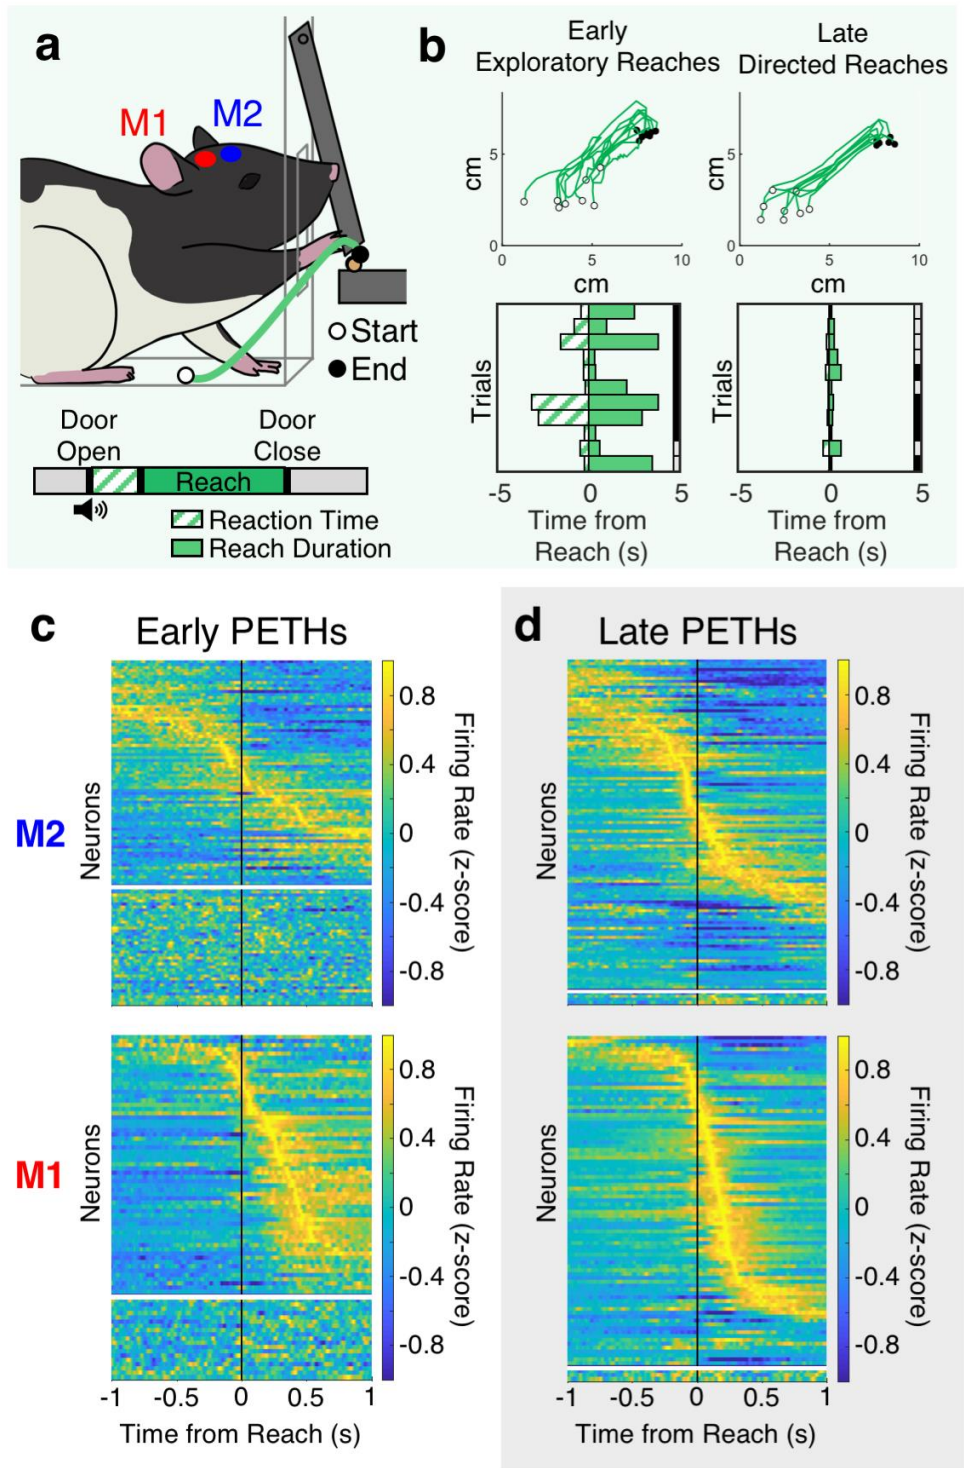 a
M1
M2
Start
End
Door
Open
Door
Close
Reach
Reaction Time
Reach Duration
b
Early
Exploratory Reaches
Late
Directed Reaches
cm
5
0
0
5
10
cm
cm
5
0
0
5
10
cm
Trials
-5
0
5
Time from
Reach (s)
Trials
-5
0
5
Time from
Reach (s)
c
Early PETHs
M2
Neurons
0.8
0.4
0
-0.4
-0.8
Firing Rate (z-score)
M1
Neurons
0.8
0.4
0
-0.4
-0.8
Firing Rate (z-score)
-1
-0.5
0
0.5
1
Time from Reach (s)
d
Late PETHs
Neurons
0.8
0.4
0
-0.4
-0.8
Firing Rate (z-score)
Neurons
0.8
0.4
0
-0.4
-0.8
Firing Rate (z-score)
-1
-0.5
0
0.5
1
Time from Reach (s)